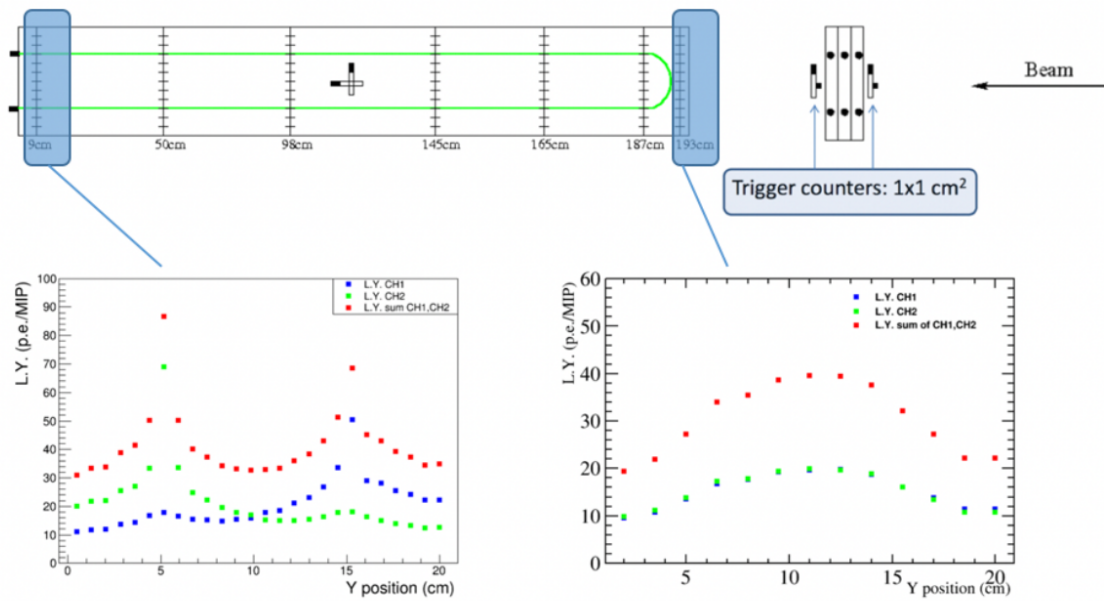 Beam
9cm 50cm 98cm 145cm 165cm 187cm 193cm
Trigger counters: 1x1 cm²
L.Y. (p.e./MIP)
100
90
80
70
60
50
40
30
20
10
0
L.Y. CH1
L.Y. CH2
L.Y. sum CH1,CH2
0 5 10 15 20
Y position (cm)
L.Y. (p.e./MIP)
60
50
40
30
20
10
0
L.Y. CH1
L.Y. CH2
L.Y. sum of CH1,CH2
5 10 15 20
Y position (cm)